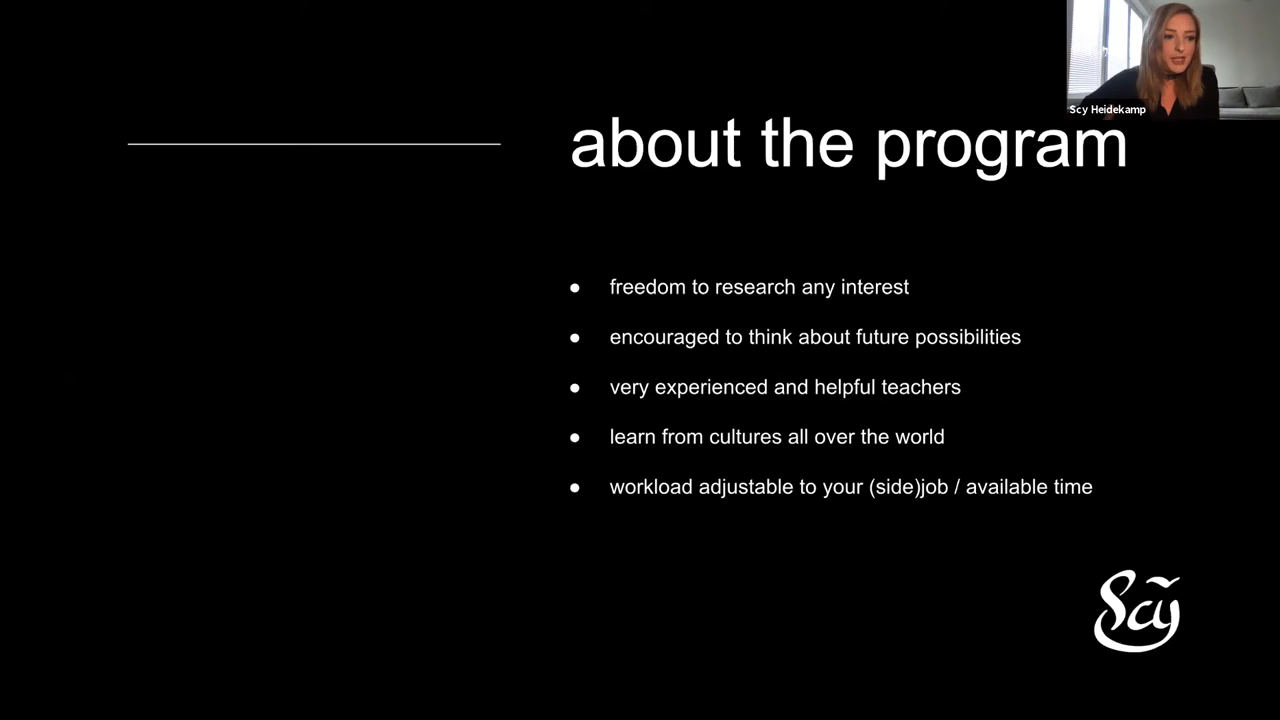 Scy Heidekamp
about the program
● freedom to research any interest
● encouraged to think about future possibilities
● very experienced and helpful teachers
● learn from cultures all over the world
● workload adjustable to your (side)job / available time
Scy